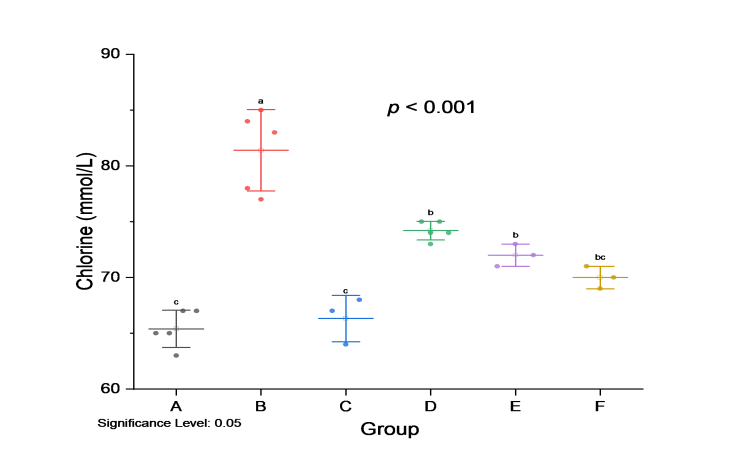 90
80
70
60
Chlorine (mmol/L)
a
p < 0.001
b
b
bc
c
c
A B C D E F
Significance Level: 0.05
Group